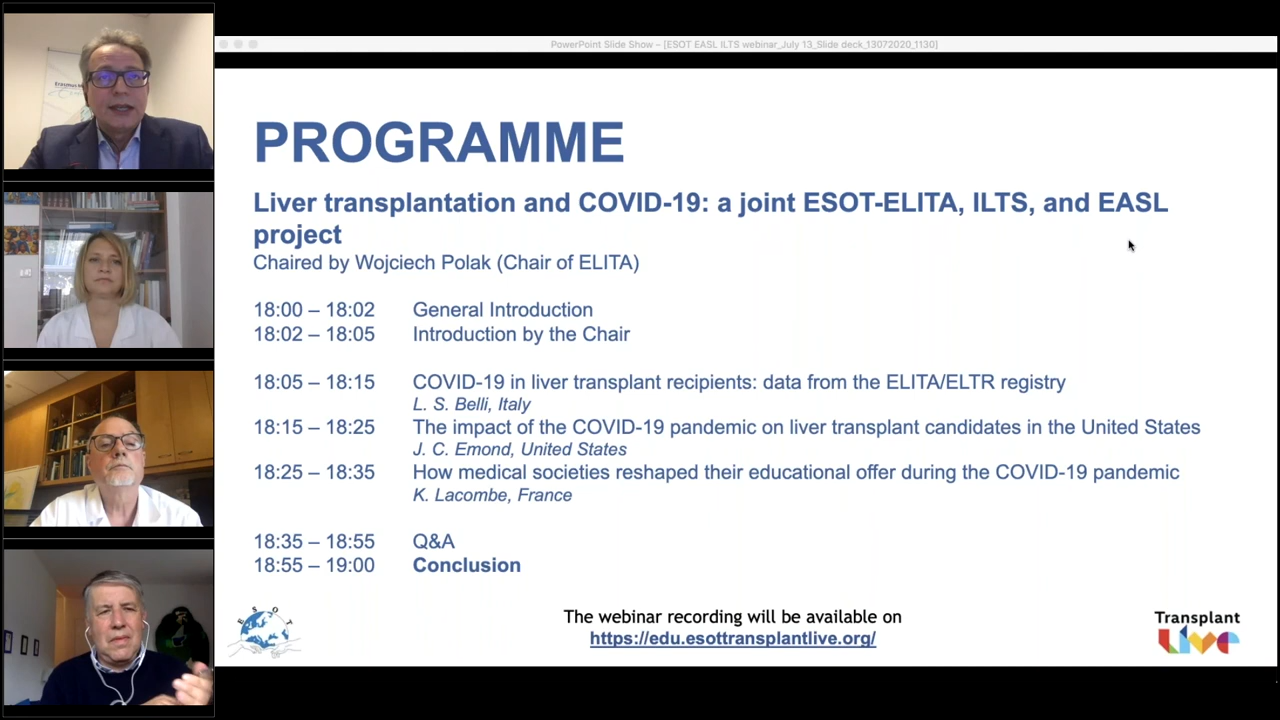 PowerPoint Slide Show – [ESOT EASL ILTS webinar_July 13_Slide deck_13072020_1130]
PROGRAMME
Liver transplantation and COVID-19: a joint ESOT-ELITA, ILTS, and EASL
project
Chaired by Wojciech Polak (Chair of ELITA)
18:00 – 18:02 General Introduction
18:02 – 18:05 Introduction by the Chair
18:05 – 18:15 COVID-19 in liver transplant recipients: data from the ELITA/ELTR registry
L. S. Belli, Italy
18:15 – 18:25 The impact of the COVID-19 pandemic on liver transplant candidates in the United States
J. C. Emond, United States
18:25 – 18:35 How medical societies reshaped their educational offer during the COVID-19 pandemic
K. Lacombe, France
18:35 – 18:55 Q&A
18:55 – 19:00 Conclusion
The webinar recording will be available on
https://edu.esottransplantlive.org/
ESOT
Transplant
Live